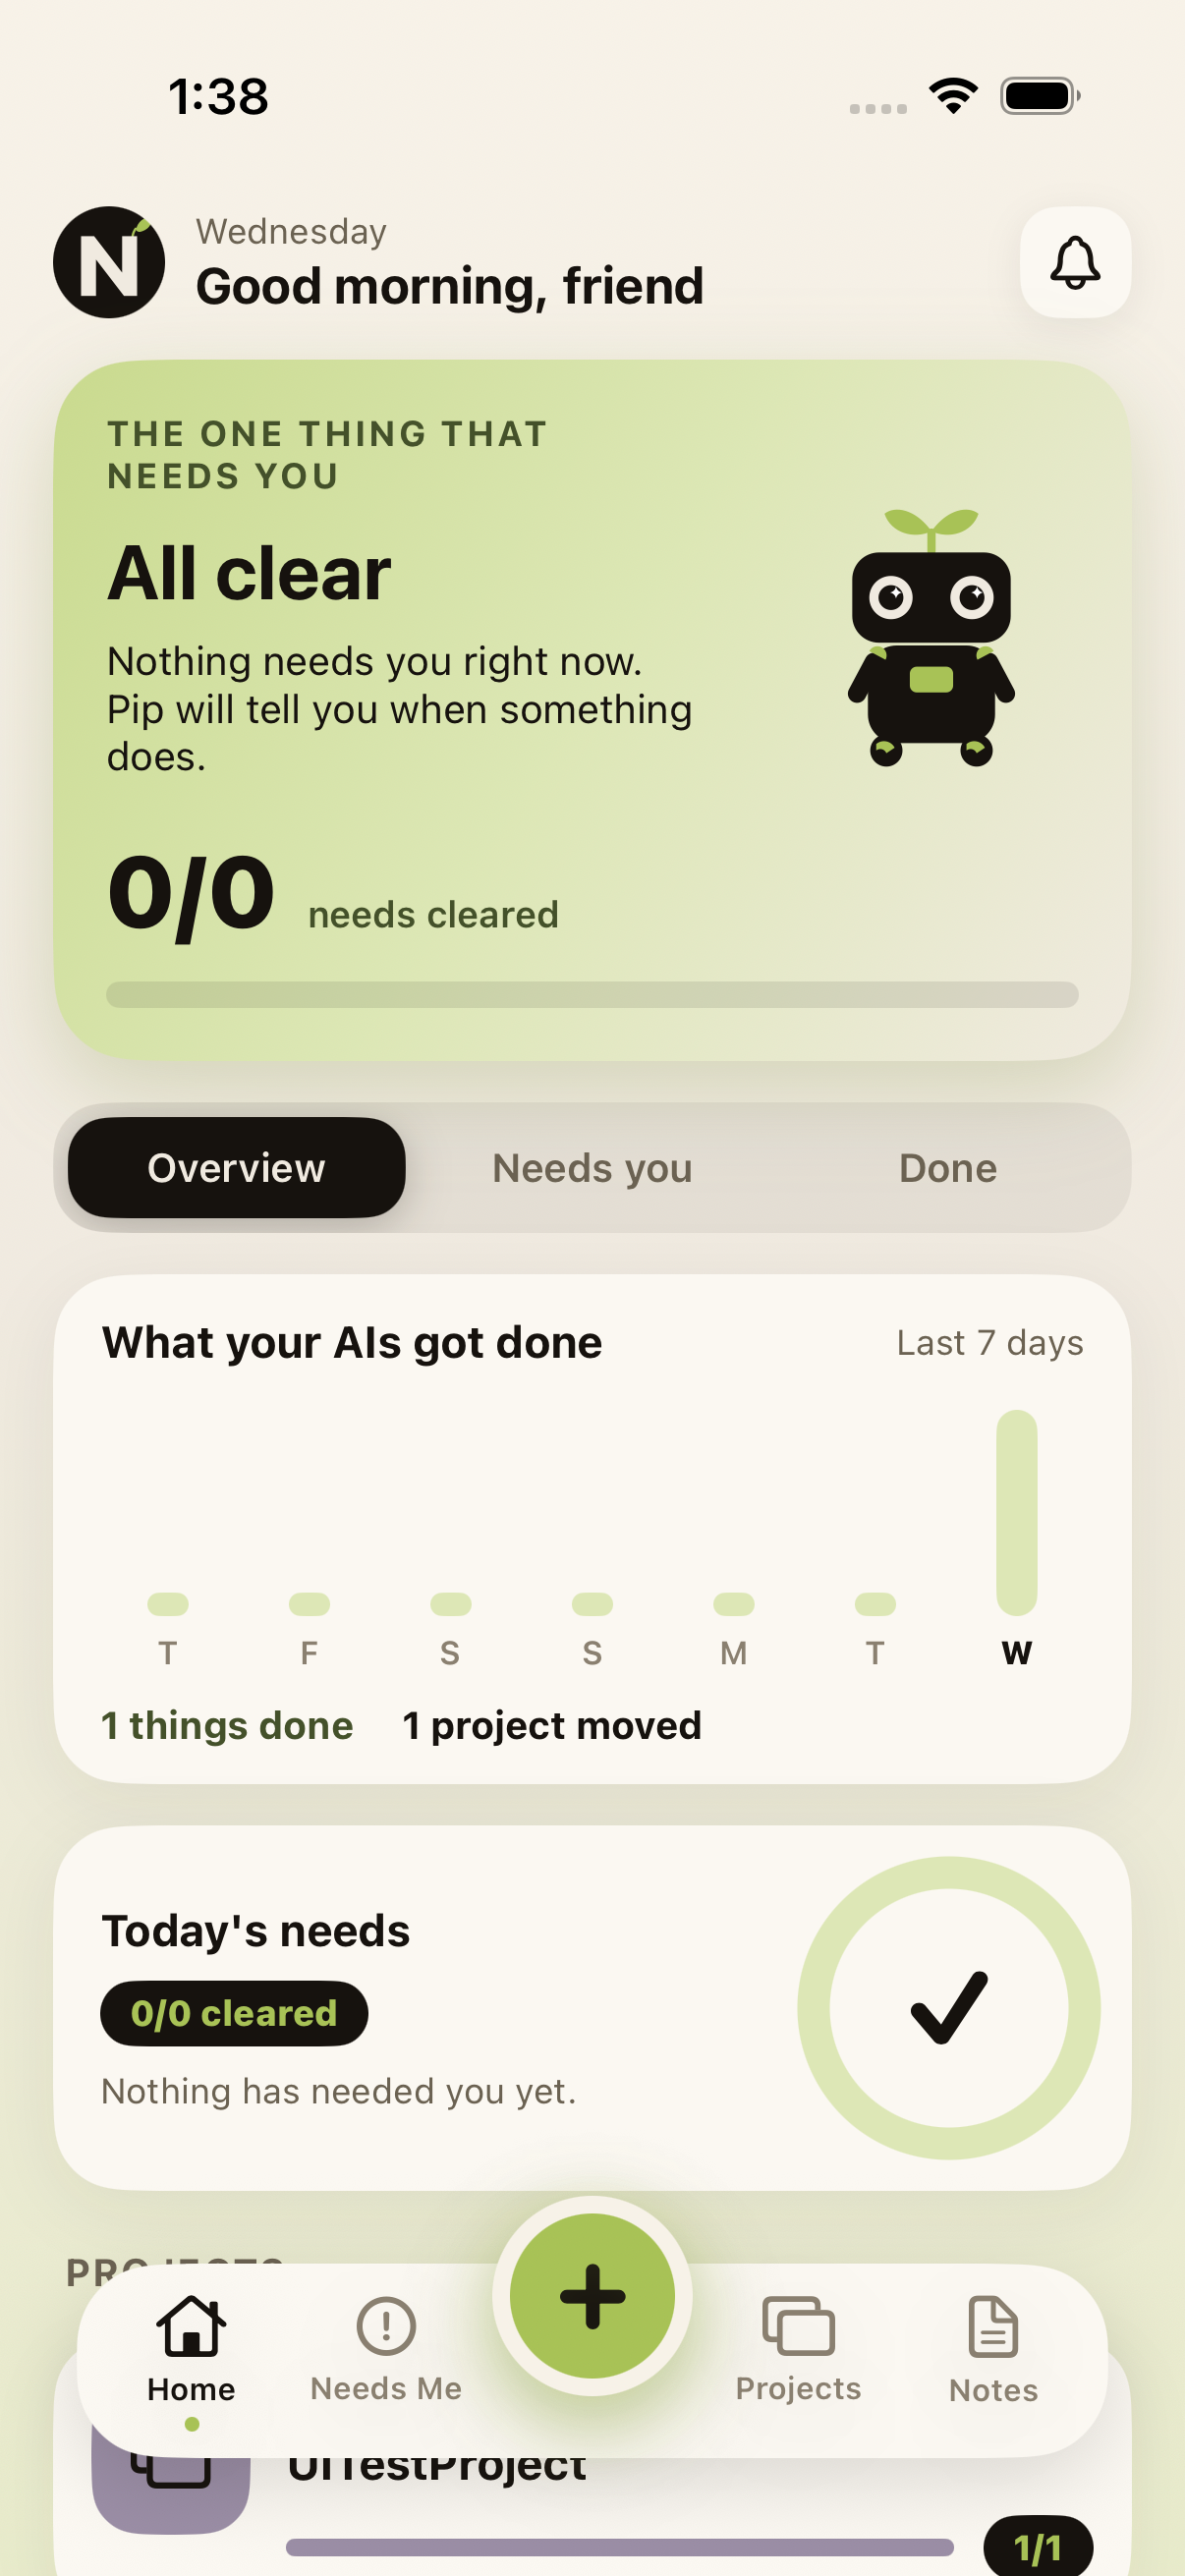 1:38
N
Wednesday
Good morning, friend
THE ONE THING THAT
NEEDS YOU
All clear
Nothing needs you right now.
Pip will tell you when something
does.
0/0 needs cleared
Overview Needs you Done
What your AIs got done Last 7 days
T F S S M T W
1 things done 1 project moved
Today's needs
0/0 cleared
Nothing has needed you yet.
PROJECTS
Home Needs Me Projects Notes
UITestProject
1/1